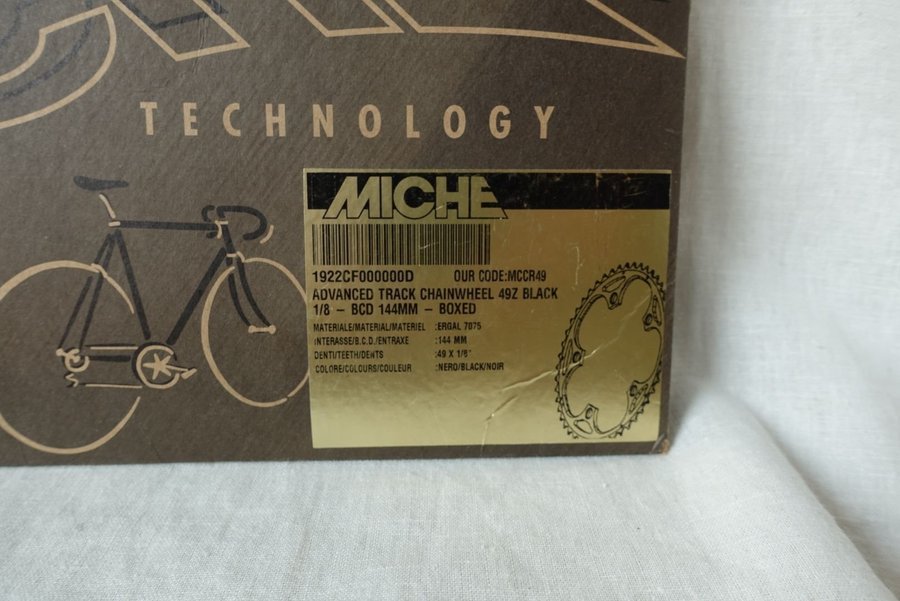 TECHNOLOGY
MICHE
1922CF000000D OUR CODE:MCCR49
ADVANCED TRACK CHAINWHEEL 49Z BLACK
1/8 - BCD 144MM - BOXED
MATERIALE/MATERIAL/MATERIEL :ERGAL 7075
INTERASSE/B.C.D./ENTRAXE :144 MM
DENTI/TEETH/DENTS :49 X 1/8"
COLORE/COLOURS/COULEUR :NERO/BLACK/NOIR